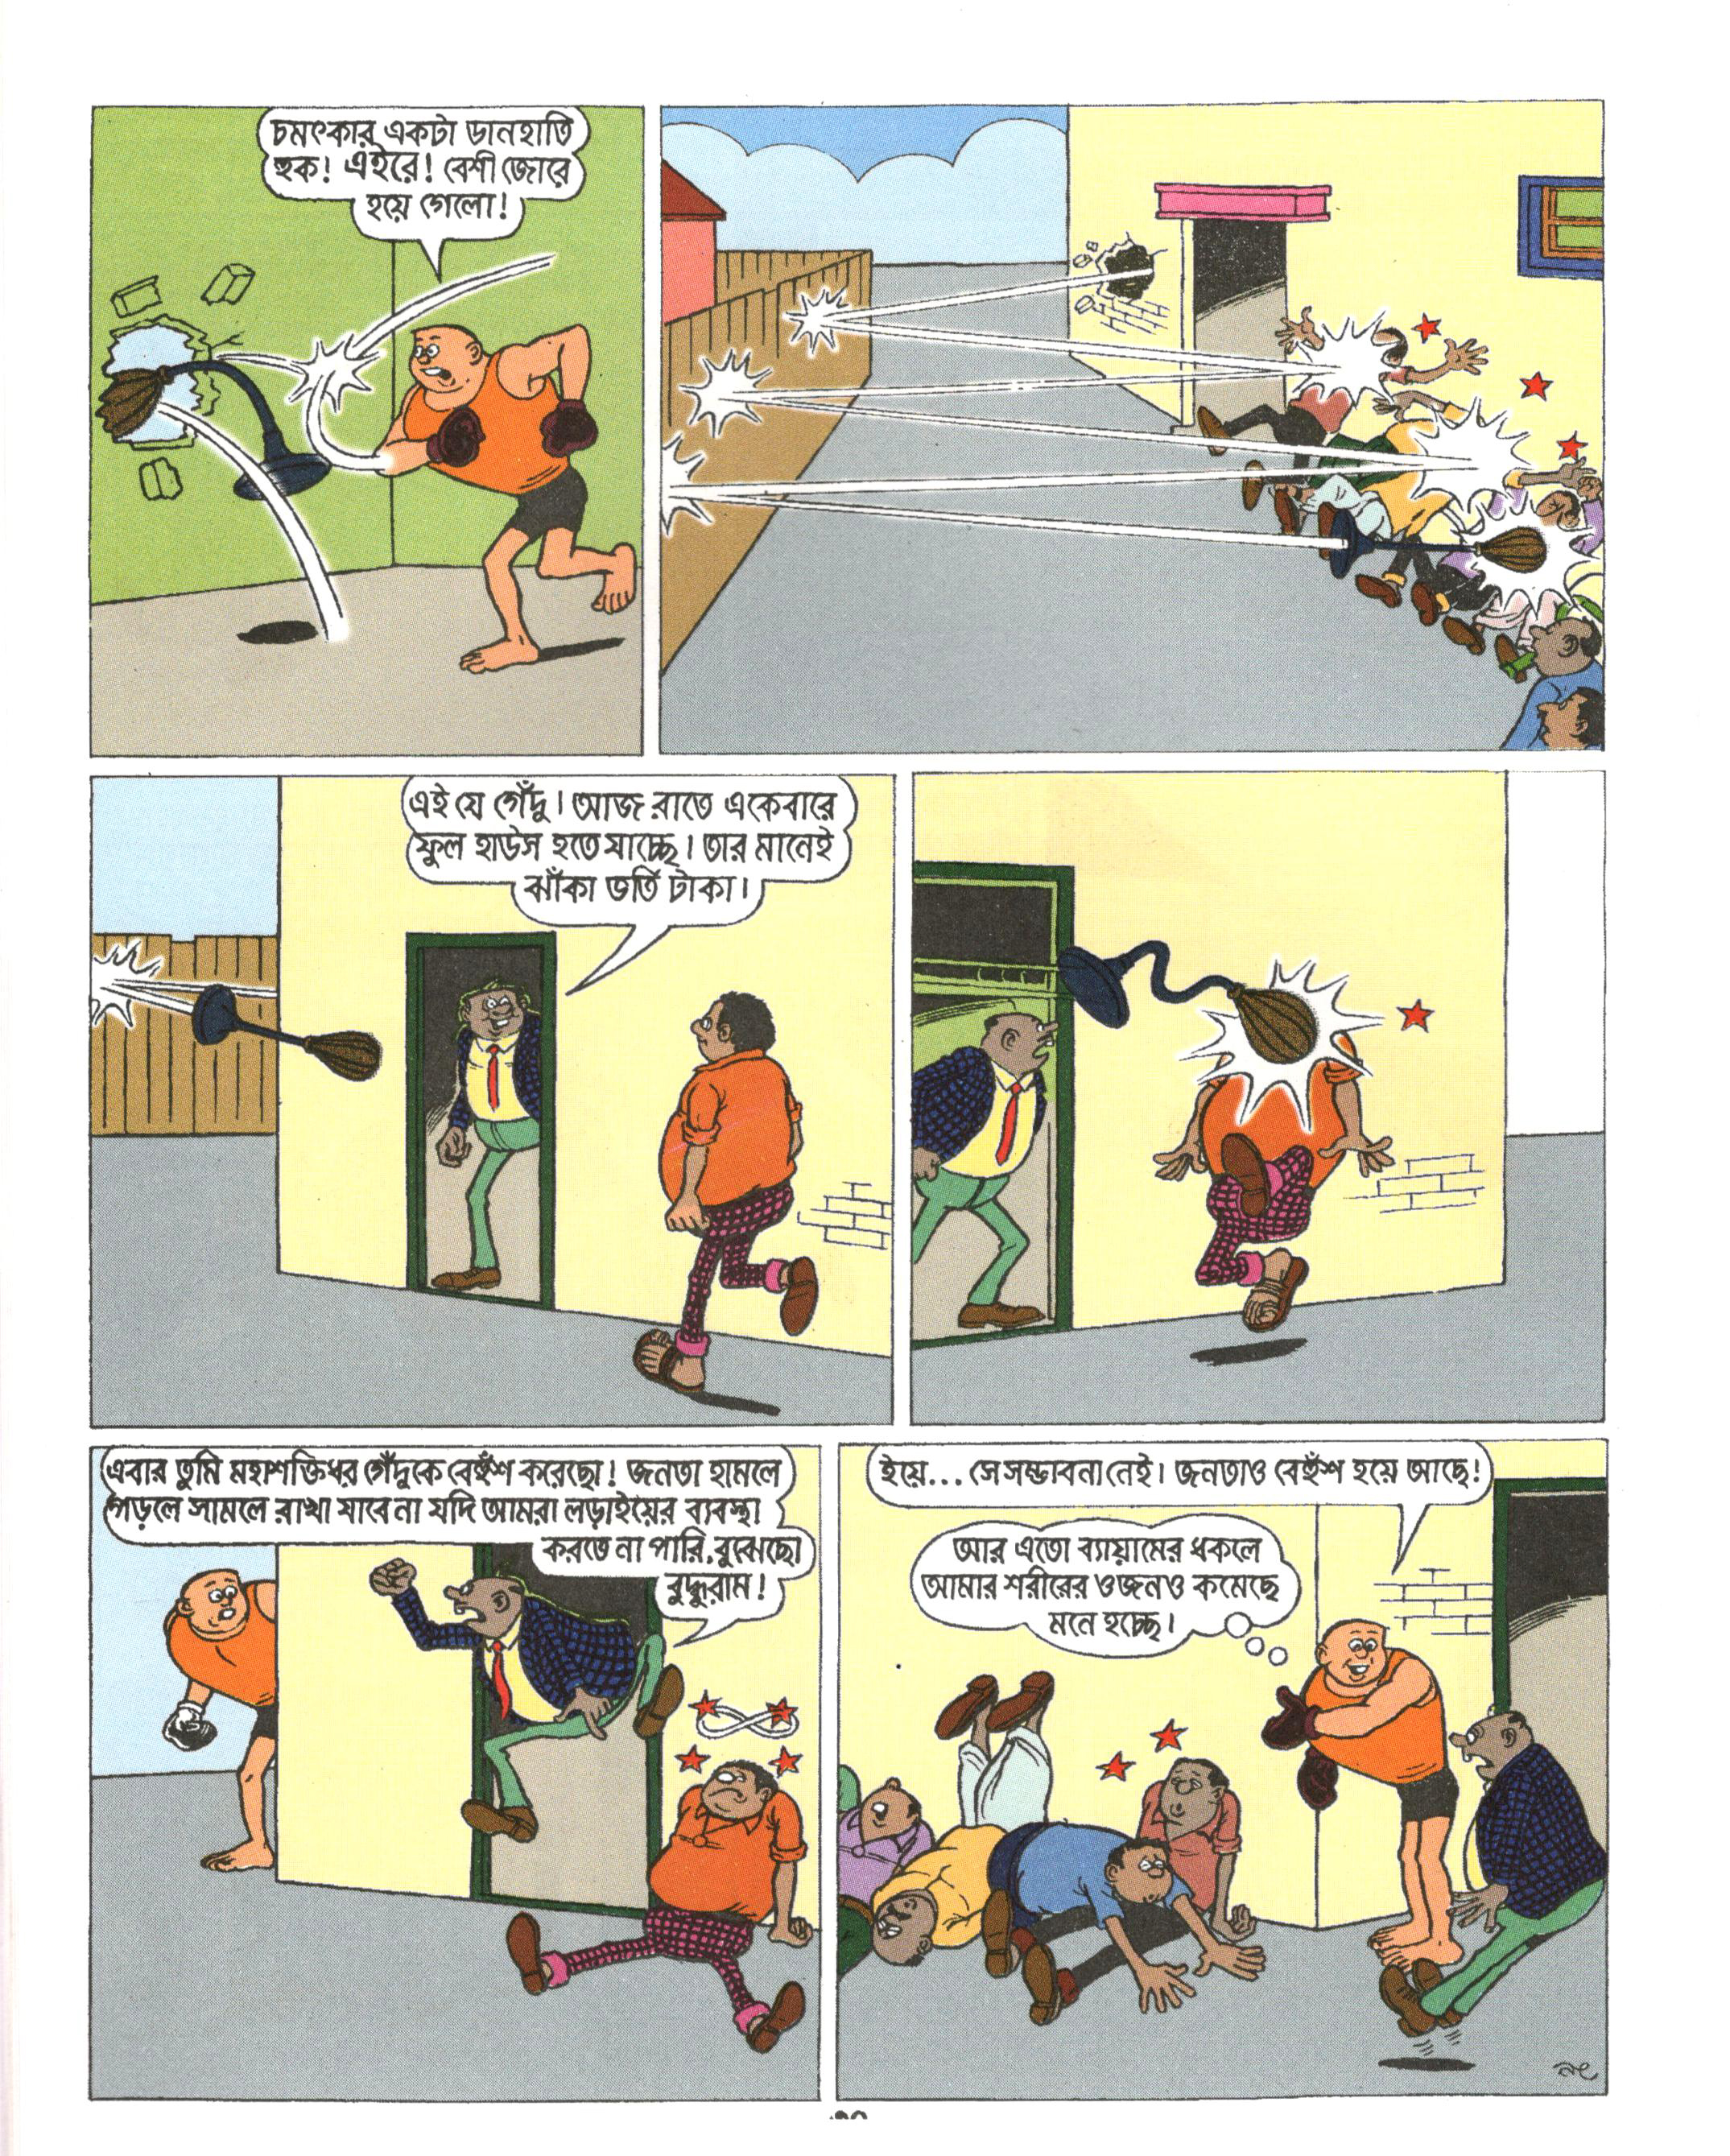 চমৎকার একটা ডানহাতি
হুক! এইরে! বেশী জোরে
হয়ে গেলো!
এই যে গেঁদু। আজ রাতে একেবারে
ফুল হাউস হতে যাচ্ছে। তার মানেই
ঝাঁকা ভর্তি টাকা।
এবার তুমি মহাশক্তিধর গেঁদুকে বেহুঁশ করেছো! জনতা হামলে
পড়লে সামলে রাখা যাবে না যদি আমরা লড়াইয়ের ব্যবস্থা
করতে না পারি, বুঝেছো
বুদ্ধুরাম!
ইয়ে... সে সম্ভাবনা নেই। জনতাও বেহুঁশ হয়ে আছে!
আর এতো ব্যায়ামের ধকলে
আমার শরীরের ওজনও কমেছে
মনে হচ্ছে।